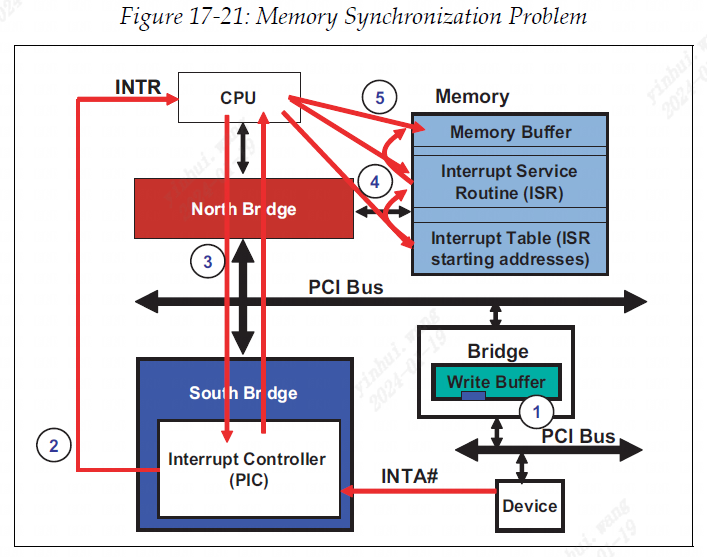 Figure 17-21: Memory Synchronization Problem
INTR
CPU
5
Memory
Memory Buffer
Interrupt Service
Routine (ISR)
4
North Bridge
Interrupt Table (ISR
starting addresses)
3
PCI Bus
Bridge
Write Buffer
1
South Bridge
2
PCI Bus
Interrupt Controller
(PIC)
INTA#
Device
yinhui.wang
2024-01-19